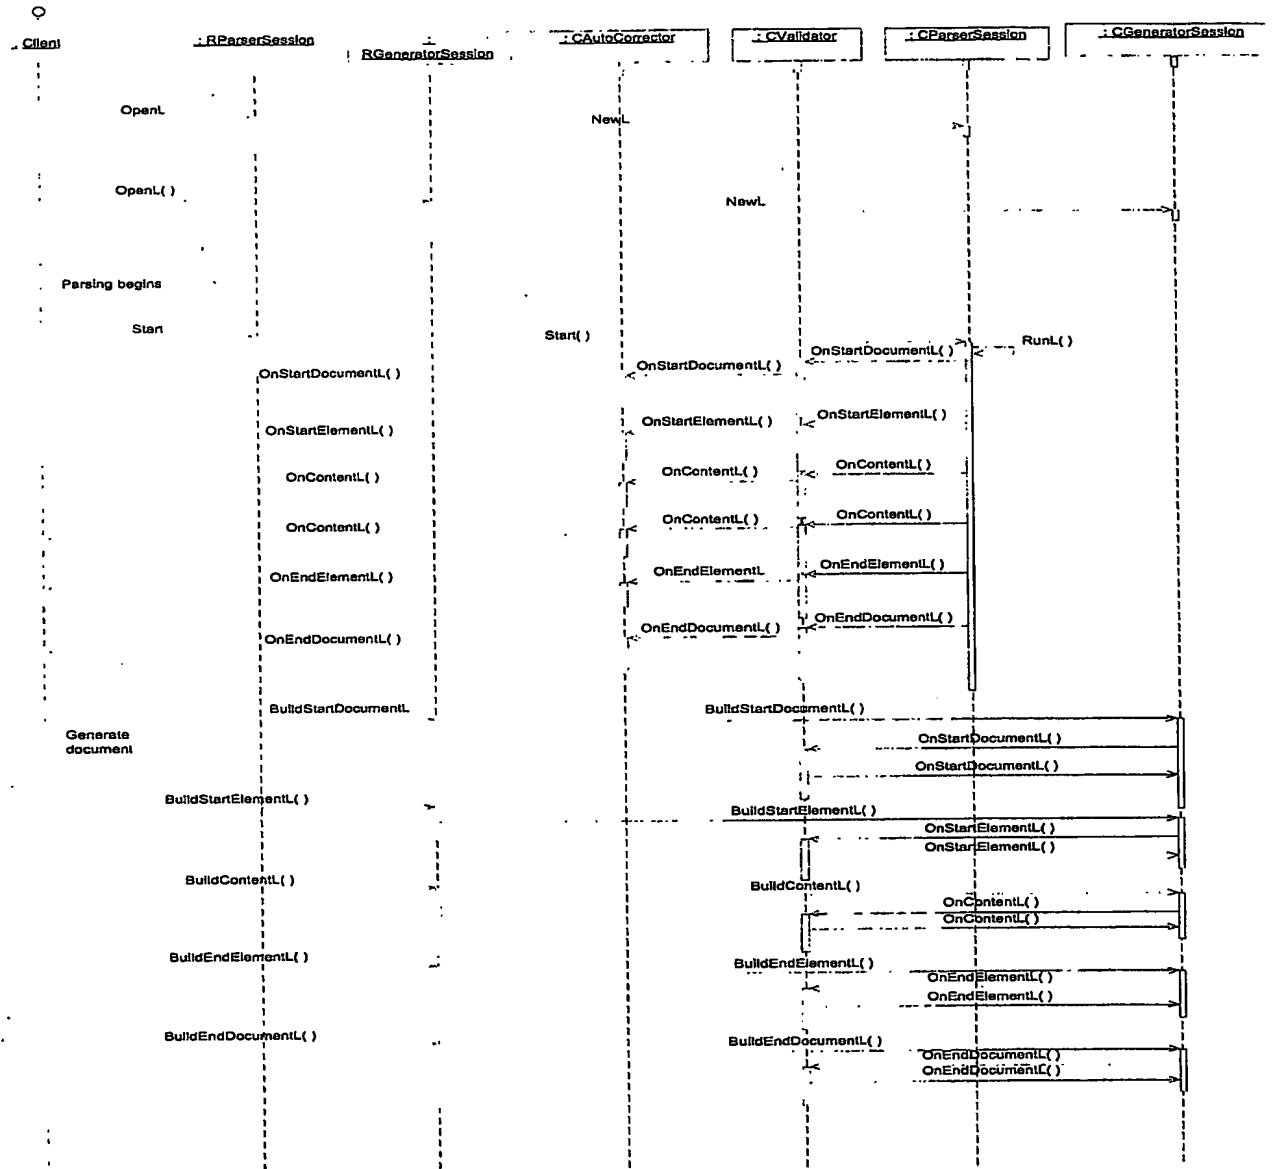 : Client
: RParserSession
:
RGeneratorSession
: CAutoCorrector
: CValidator
: CParserSession
: CGeneratorSession
OpenL
NewL
OpenL( )
NewL
Parsing begins
Start
Start( )
RunL( )
OnStartDocumentL( )
OnStartDocumentL( )
OnStartDocumentL( )
OnStartElementL( )
OnStartElementL( )
OnStartElementL( )
OnContentL( )
OnContentL( )
OnContentL( )
OnContentL( )
OnContentL( )
OnContentL( )
OnEndElementL( )
OnEndElementL
OnEndElementL( )
OnEndDocumentL( )
OnEndDocumentL( )
OnEndDocumentL( )
BuildStartDocumentL
BuildStartDocumentL( )
Generate
document
OnStartDocumentL( )
OnStartDocumentL( )
BuildStartElementL( )
BuildStartElementL( )
OnStartElementL( )
OnStartElementL( )
BuildContentL( )
BuildContentL( )
OnContentL( )
OnContentL( )
BuildEndElementL( )
BuildEndElementL( )
OnEndElementL( )
OnEndElementL( )
BuildEndDocumentL( )
BuildEndDocumentL( )
OnEndDocumentL( )
OnEndDocumentL( )